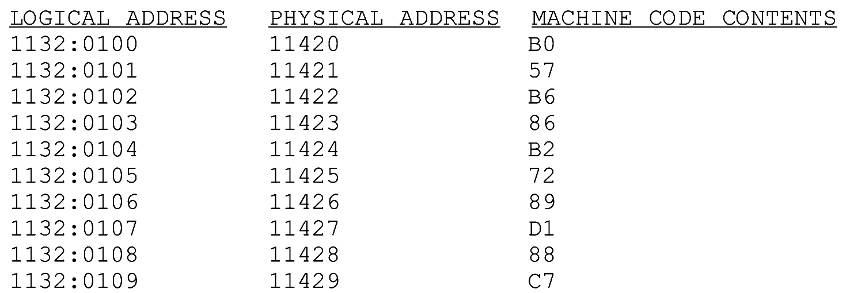 LOGICAL ADDRESS PHYSICAL ADDRESS MACHINE CODE CONTENTS
1132:0100 11420 B0
1132:0101 11421 57
1132:0102 11422 B6
1132:0103 11423 86
1132:0104 11424 B2
1132:0105 11425 72
1132:0106 11426 89
1132:0107 11427 D1
1132:0108 11428 88
1132:0109 11429 C7